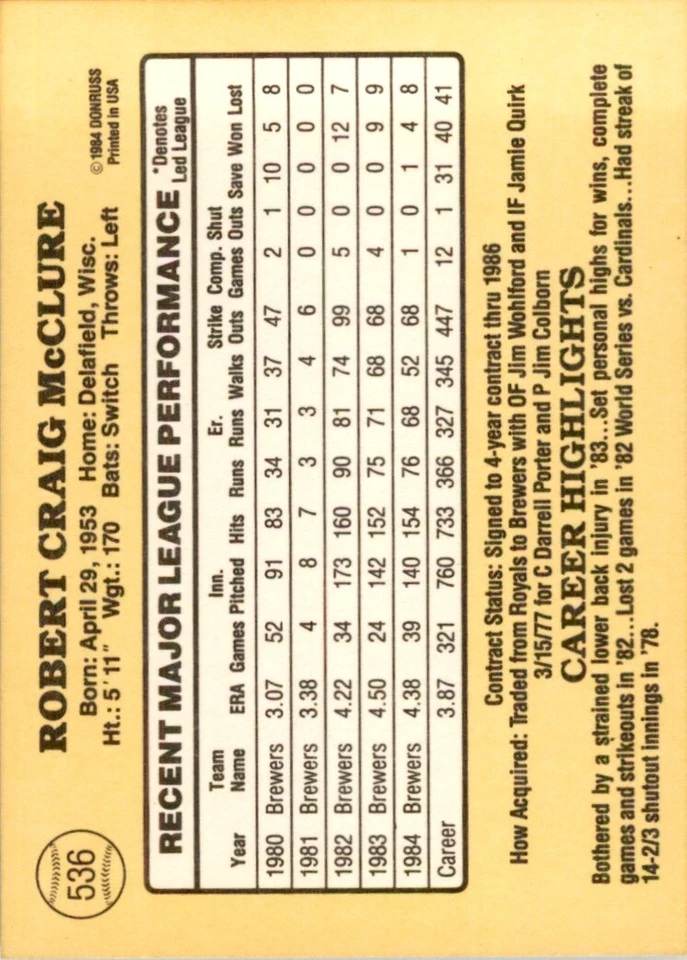 536
ROBERT CRAIG McCLURE
Born: April 29, 1953 Home: Delafield, Wisc.
Ht.: 5' 11" Wgt.: 170 Bats: Switch Throws: Left
© 1984 DONRUSS
Printed in USA
RECENT MAJOR LEAGUE PERFORMANCE
*Denotes
Led League
Team Inn. Er. Strike Comp. Shut
Year Name ERA Games Pitched Hits Runs Runs Walks Outs Games Outs Save Won Lost
1980 Brewers 3.07 52 91 83 34 31 37 47 2 1 10 5 8
1981 Brewers 3.38 4 8 7 3 3 4 6 0 0 0 0 0
1982 Brewers 4.22 34 173 160 90 81 74 99 5 0 0 12 7
1983 Brewers 4.50 24 142 152 75 71 68 68 4 0 0 9 9
1984 Brewers 4.38 39 140 154 76 68 52 68 1 0 1 4 8
Career 3.87 321 760 733 366 327 345 447 12 1 31 40 41
Contract Status: Signed to 4-year contract thru 1986
How Acquired: Traded from Royals to Brewers with OF Jim Wohlford and IF Jamie Quirk
3/15/77 for C Darrell Porter and P Jim Colborn
CAREER HIGHLIGHTS
Bothered by a strained lower back injury in '83...Set personal highs for wins, complete
games and strikeouts in '82...Lost 2 games in '82 World Series vs. Cardinals...Had streak of
14-2/3 shutout innings in '78.